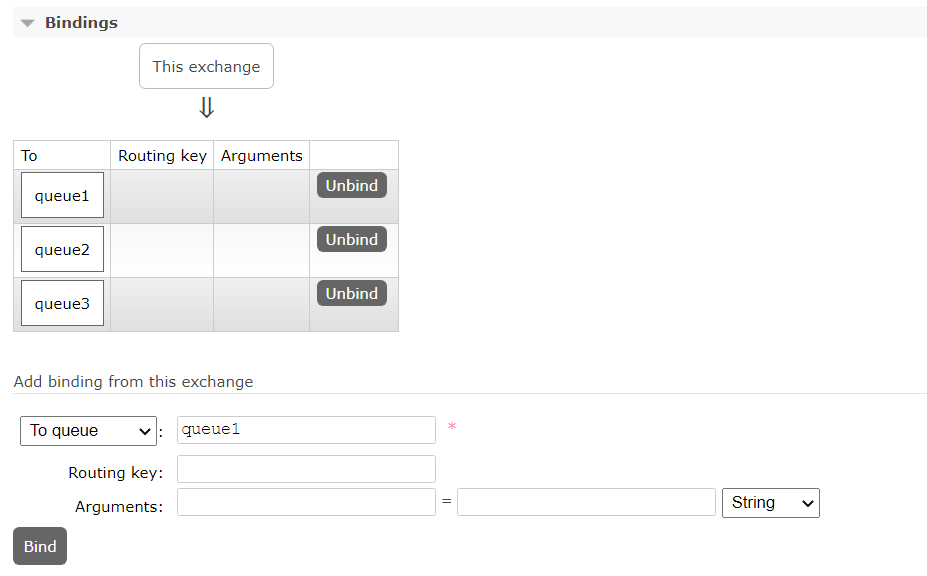 Bindings
This exchange
⇓
To Routing key Arguments
queue1 Unbind
queue2 Unbind
queue3 Unbind
Add binding from this exchange
To queue : queue1 *
Routing key:
Arguments: = String
Bind